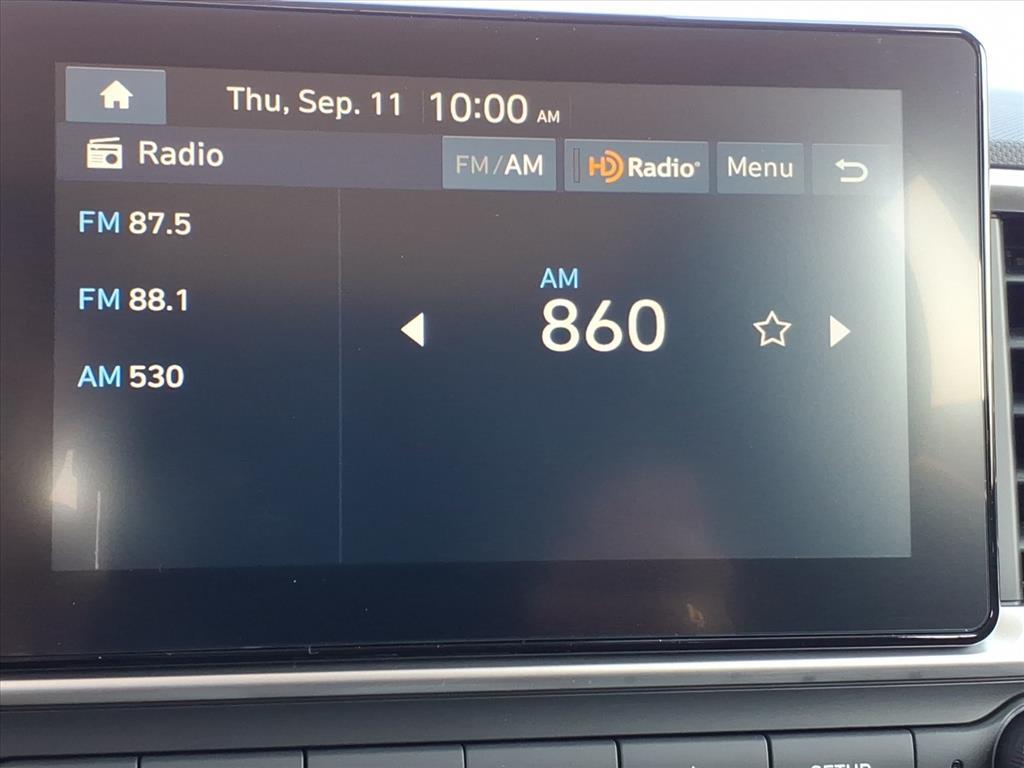 Thu, Sep. 11 10:00 AM
Radio FM/AM HD Radio® Menu
FM 87.5
FM 88.1
AM 530
AM
860
SETUP